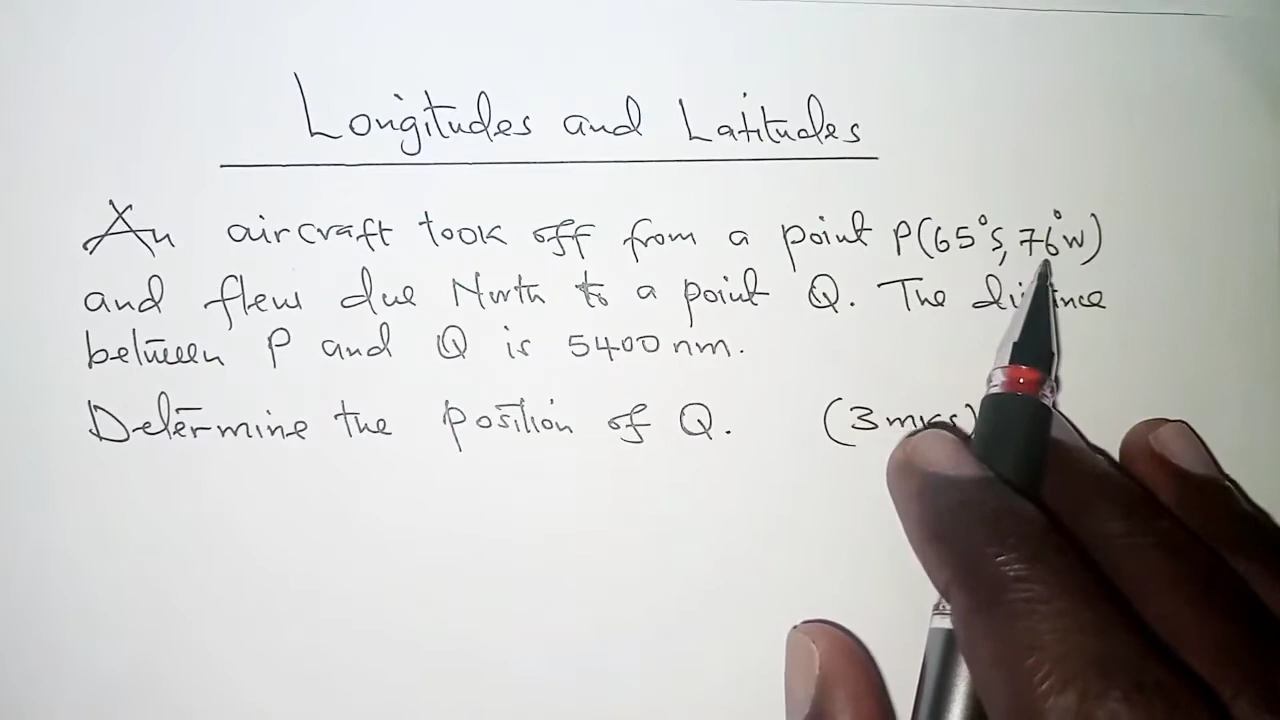 Longitudes and Latitudes
An aircraft took off from a point P(65°S, 76°W)
and flew due North to a point Q. The
between P and Q is 5400 nm.
Determine the position of Q. (3